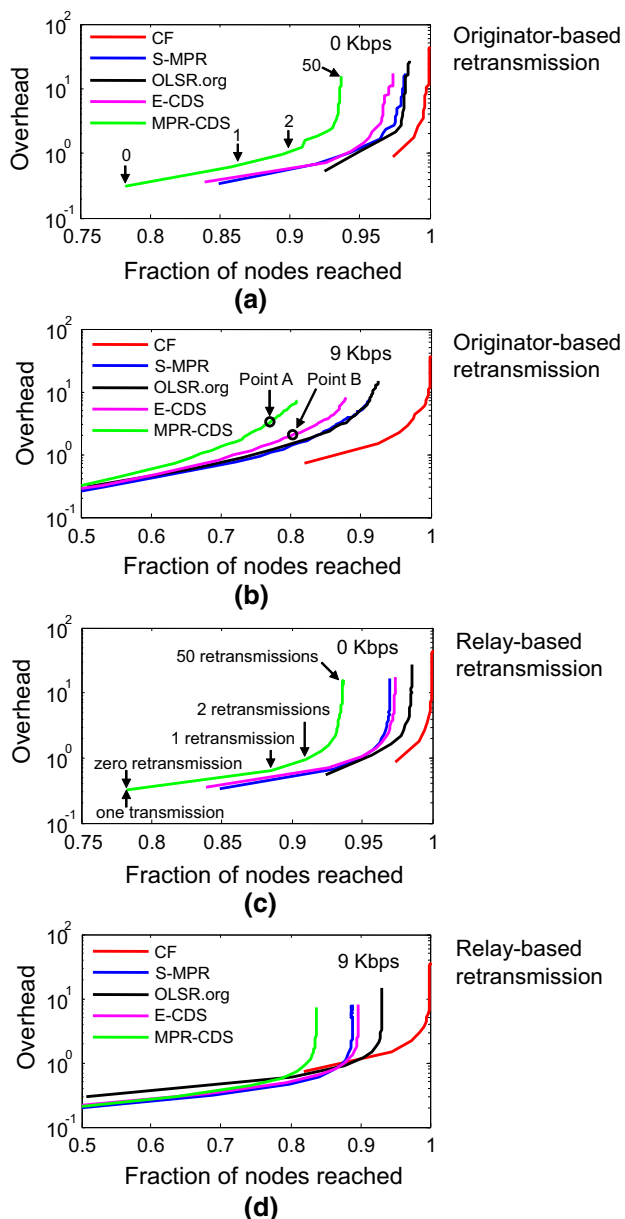 10²
CF
S-MPR
OLSR.org
E-CDS
MPR-CDS
0 Kbps
Originator-based
retransmission
50
10¹
2
1
0
10⁰
10⁻¹
Overhead
0.75 0.8 0.85 0.9 0.95 1
Fraction of nodes reached
(a)
10²
CF
S-MPR
OLSR.org
E-CDS
MPR-CDS
9 Kbps
Originator-based
retransmission
Point A
Point B
10¹
10⁰
10⁻¹
Overhead
0.5 0.6 0.7 0.8 0.9 1
Fraction of nodes reached
(b)
10²
0 Kbps
Relay-based
retransmission
50 retransmissions
10¹
2 retransmissions
1 retransmission
10⁰
zero retransmission
one transmission
10⁻¹
Overhead
0.75 0.8 0.85 0.9 0.95 1
Fraction of nodes reached
(c)
10²
CF
S-MPR
OLSR.org
E-CDS
MPR-CDS
9 Kbps
Relay-based
retransmission
10¹
10⁰
10⁻¹
Overhead
0.5 0.6 0.7 0.8 0.9 1
Fraction of nodes reached
(d)